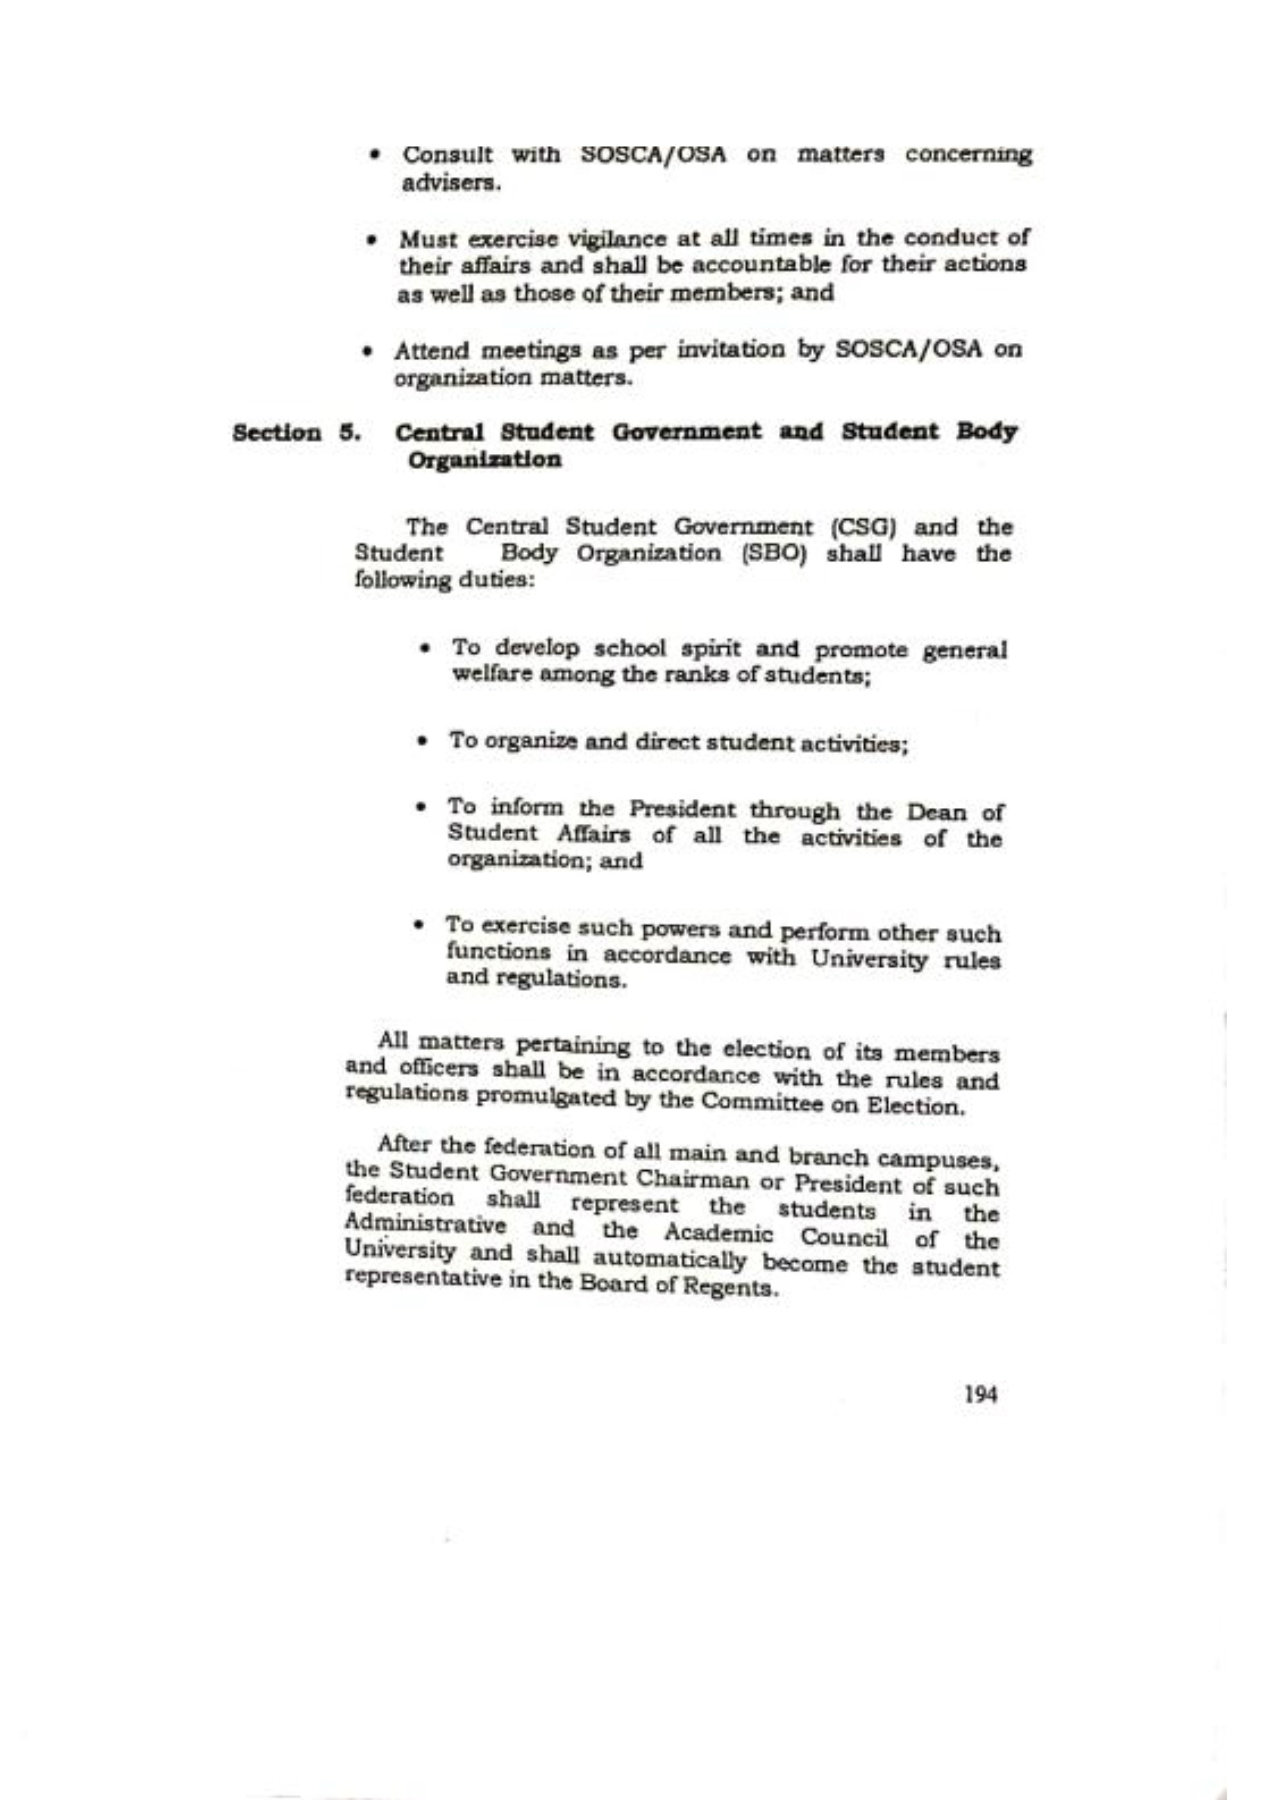 • Consult with SOSCA/OSA on matters concerning
advisers.
• Must exercise vigilance at all times in the conduct of
their affairs and shall be accountable for their actions
as well as those of their members; and
• Attend meetings as per invitation by SOSCA/OSA on
organization matters.
Section 5. Central Student Government and Student Body
Organization
The Central Student Government (CSG) and the
Student Body Organization (SBO) shall have the
following duties:
• To develop school spirit and promote general
welfare among the ranks of students;
• To organize and direct student activities;
• To inform the President through the Dean of
Student Affairs of all the activities of the
organization; and
• To exercise such powers and perform other such
functions in accordance with University rules
and regulations.
All matters pertaining to the election of its members
and officers shall be in accordance with the rules and
regulations promulgated by the Committee on Election.
After the federation of all main and branch campuses,
the Student Government Chairman or President of such
federation shall represent the students in the
Administrative and the Academic Council of the
University and shall automatically become the student
representative in the Board of Regents.
194